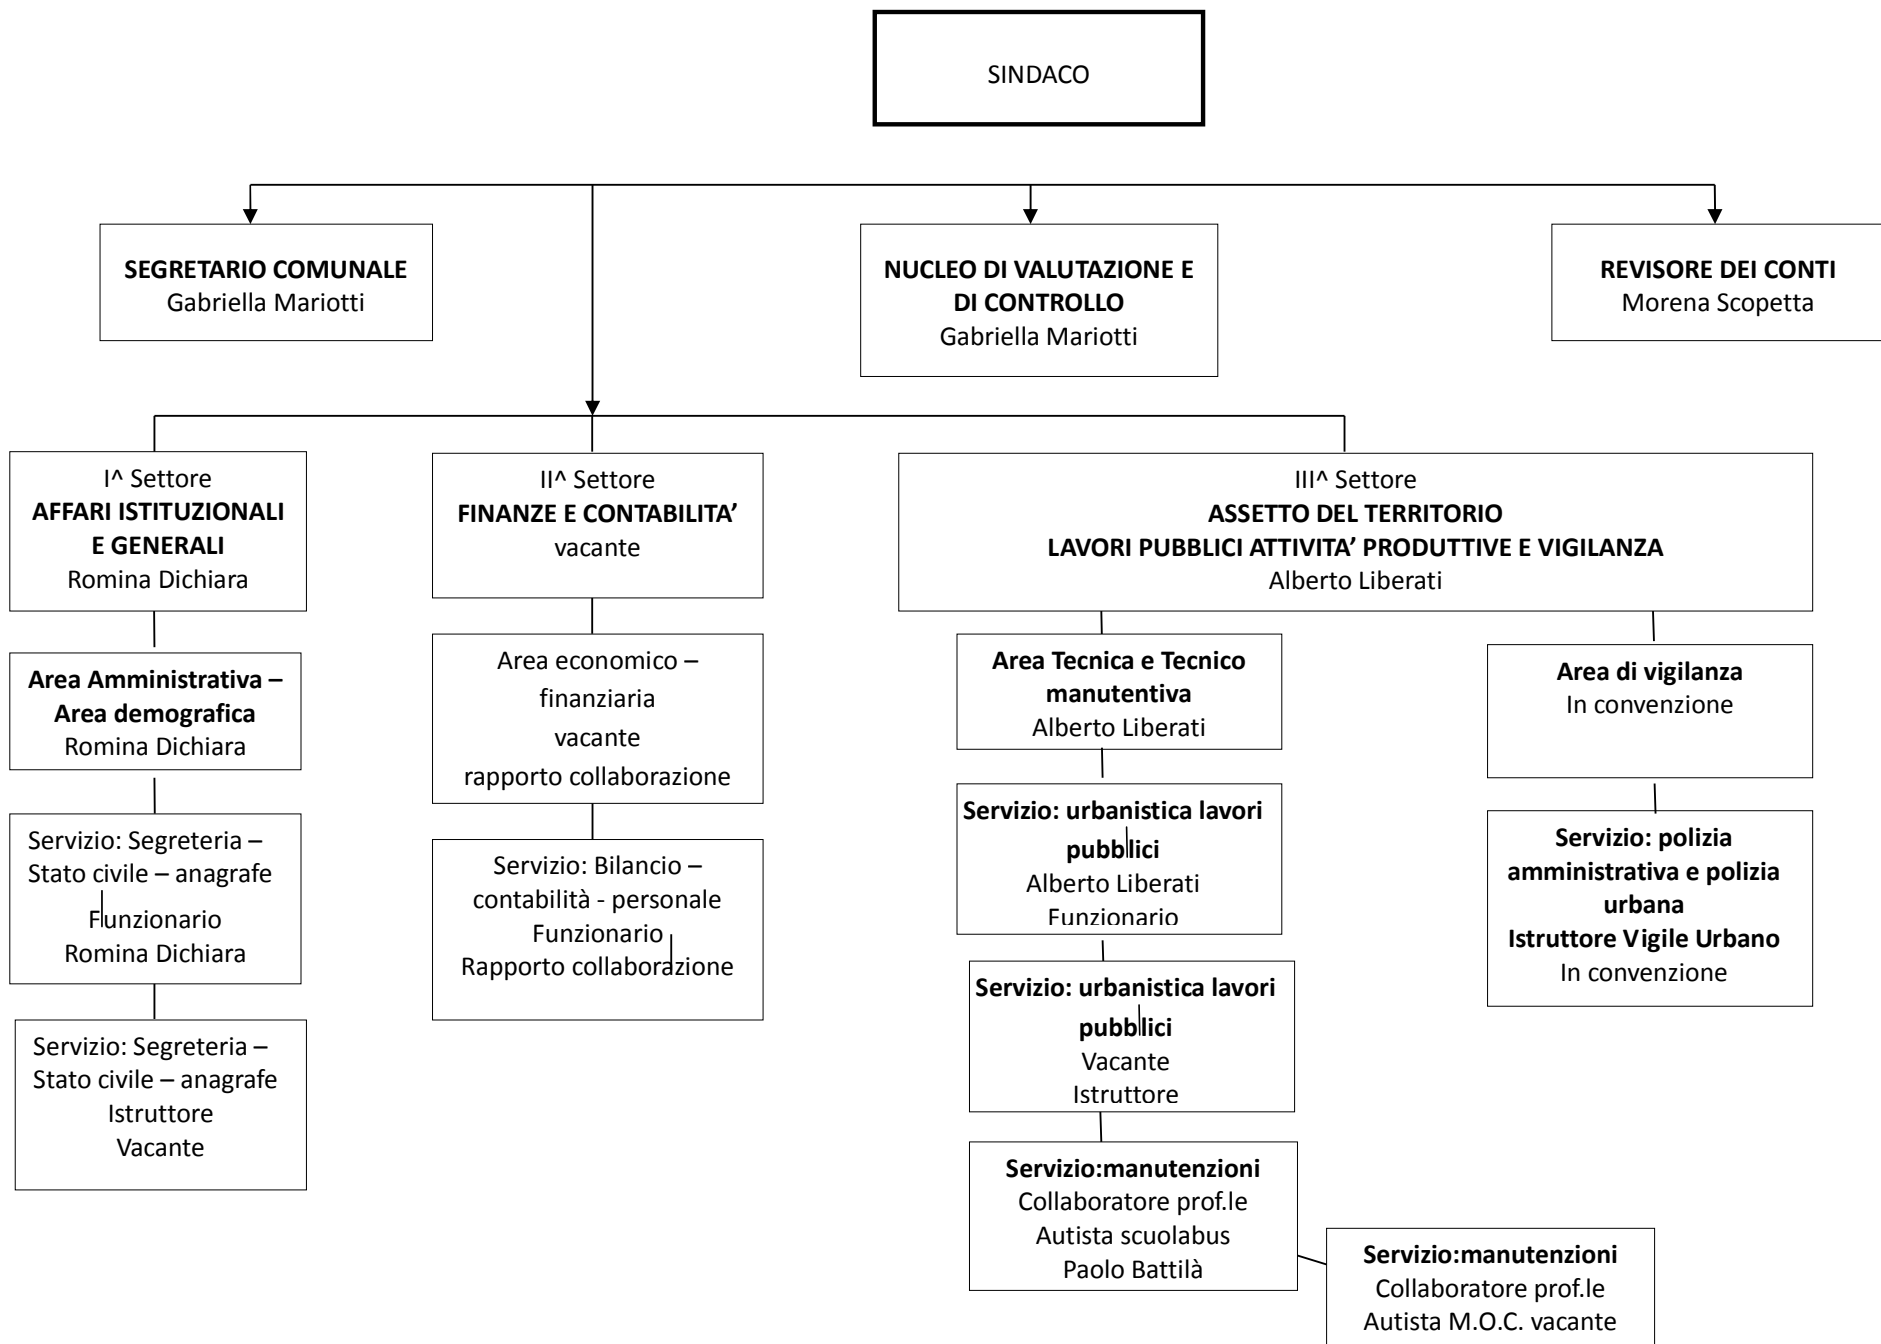 SINDACO
SEGRETARIO COMUNALE
Gabriella Mariotti
NUCLEO DI VALUTAZIONE E
DI CONTROLLO
Gabriella Mariotti
REVISORE DEI CONTI
Morena Scopetta
I^ Settore
AFFARI ISTITUZIONALI
E GENERALI
Romina Dichiara
II^ Settore
FINANZE E CONTABILITA’
vacante
III^ Settore
ASSETTO DEL TERRITORIO
LAVORI PUBBLICI ATTIVITA’ PRODUTTIVE E VIGILANZA
Alberto Liberati
Area Amministrativa –
Area demografica
Romina Dichiara
Area economico –
finanziaria
vacante
rapporto collaborazione
Area Tecnica e Tecnico
manutentiva
Alberto Liberati
Area di vigilanza
In convenzione
Servizio: Segreteria –
Stato civile – anagrafe
Funzionario
Romina Dichiara
Servizio: Bilancio –
contabilità - personale
Funzionario
Rapporto collaborazione
Servizio: urbanistica lavori
pubblici
Alberto Liberati
Funzionario
Servizio: polizia
amministrativa e polizia
urbana
Istruttore Vigile Urbano
In convenzione
Servizio: Segreteria –
Stato civile – anagrafe
Istruttore
Vacante
Servizio: urbanistica lavori
pubblici
Vacante
Istruttore
Servizio:manutenzioni
Collaboratore prof.le
Autista scuolabus
Paolo Battilà
Servizio:manutenzioni
Collaboratore prof.le
Autista M.O.C. vacante